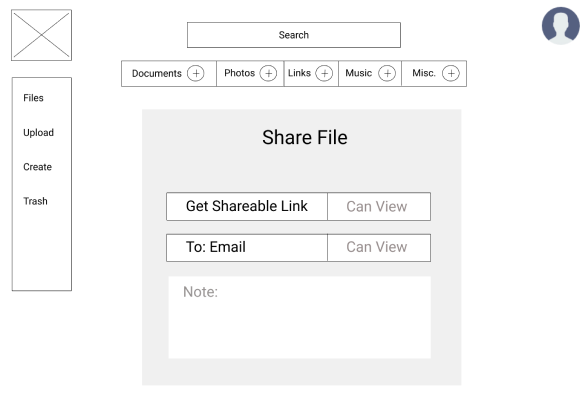 Search
Documents
Photos
Links
Music
Misc.
Files
Upload
Create
Trash
Share File
Get Shareable Link
Can View
To: Email
Can View
Note: